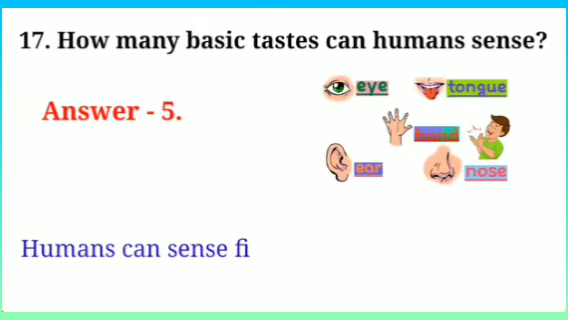 17. How many basic tastes can humans sense?
Answer - 5.
eye
tongue
hand
ear
nose
Humans can sense fi